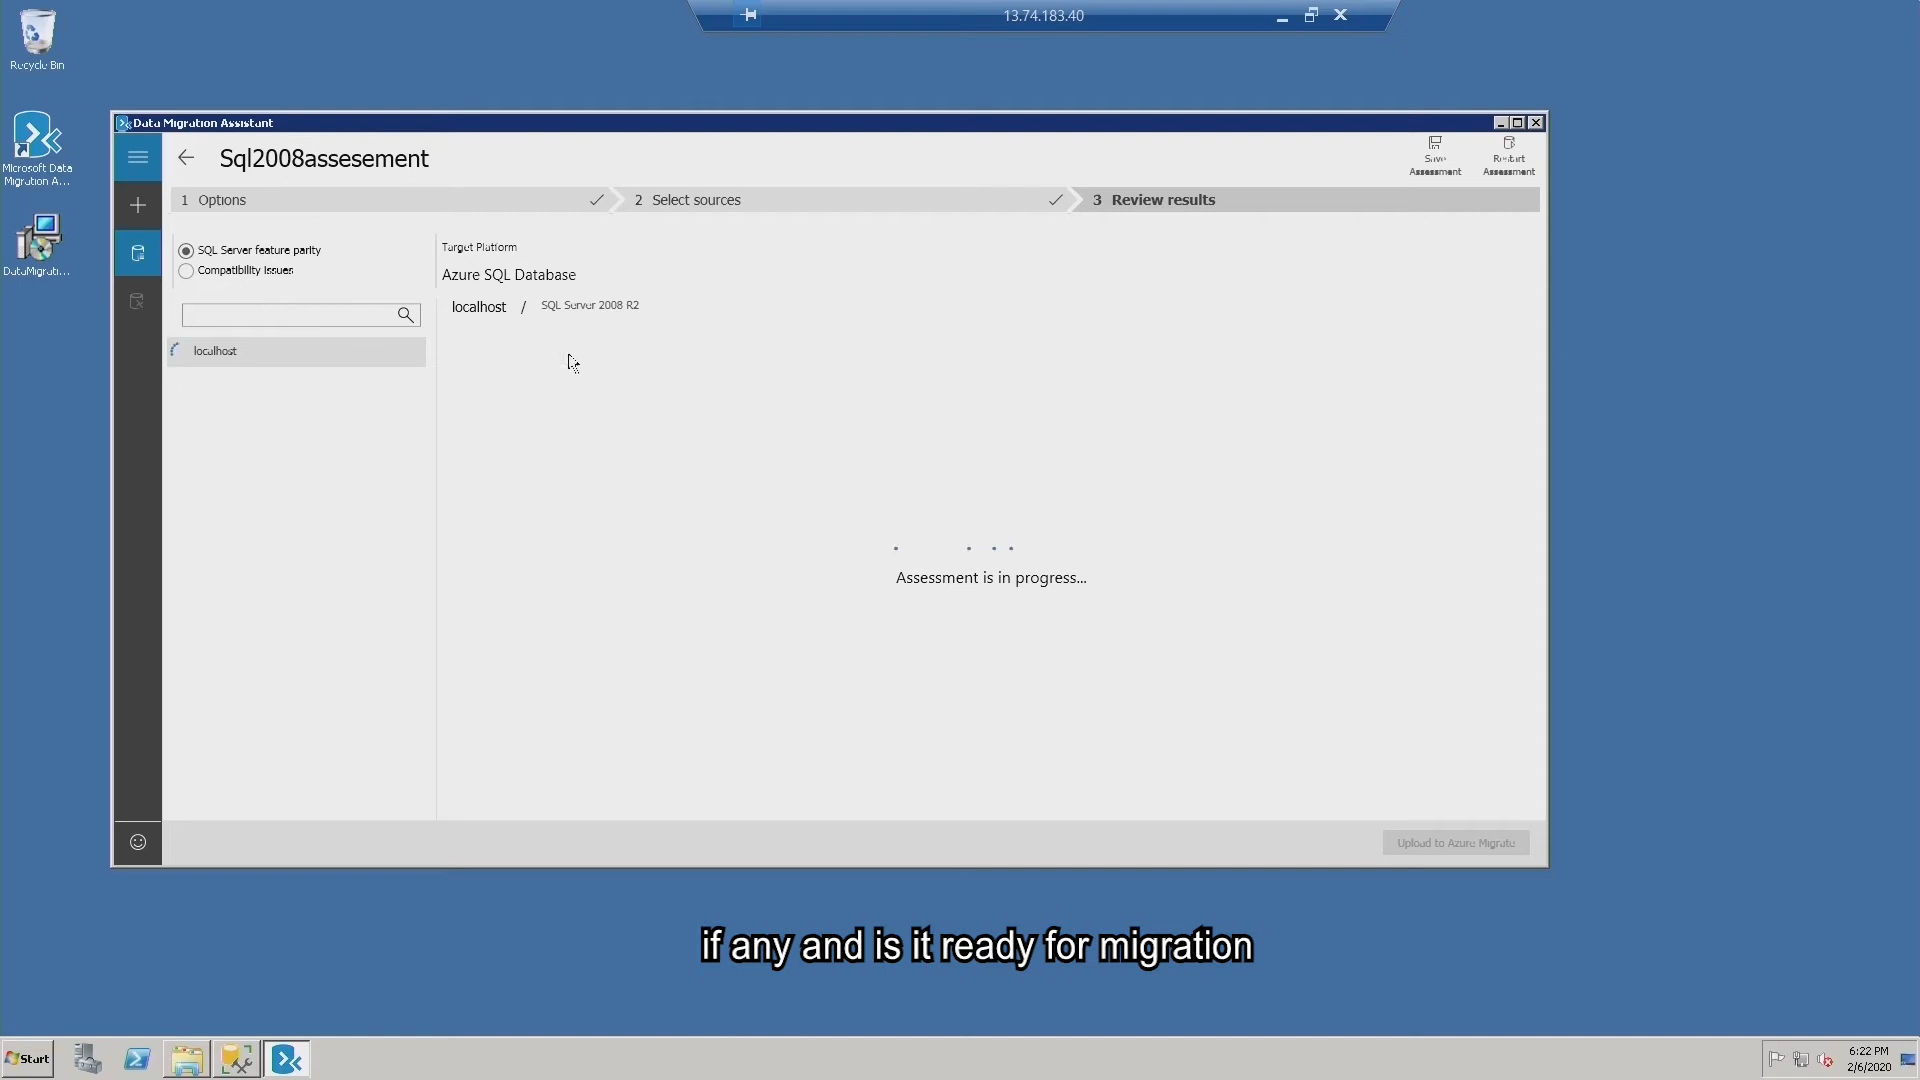 13.74.183.40
Recycle Bin
Microsoft Data
Migration A...
DataMigrati...
Data Migration Assistant
Sql2008assesement
Save
Assessment
Restart
Assessment
1 Options
2 Select sources
3 Review results
SQL Server feature parity
Compatibility issues
Target Platform
Azure SQL Database
localhost / SQL Server 2008 R2
localhost
Assessment is in progress...
Upload to Azure Migrate
if any and is it ready for migration
Start
6:22 PM
2/6/2020